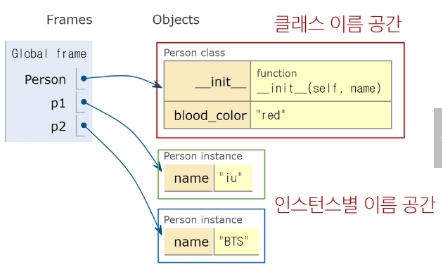 Frames
Objects
클래스 이름 공간
Global frame
Person
p1
p2
Person class
__init__
function
__init__(self, name)
blood_color
"red"
Person instance
name
"iu"
인스턴스별 이름 공간
Person instance
name
"BTS"